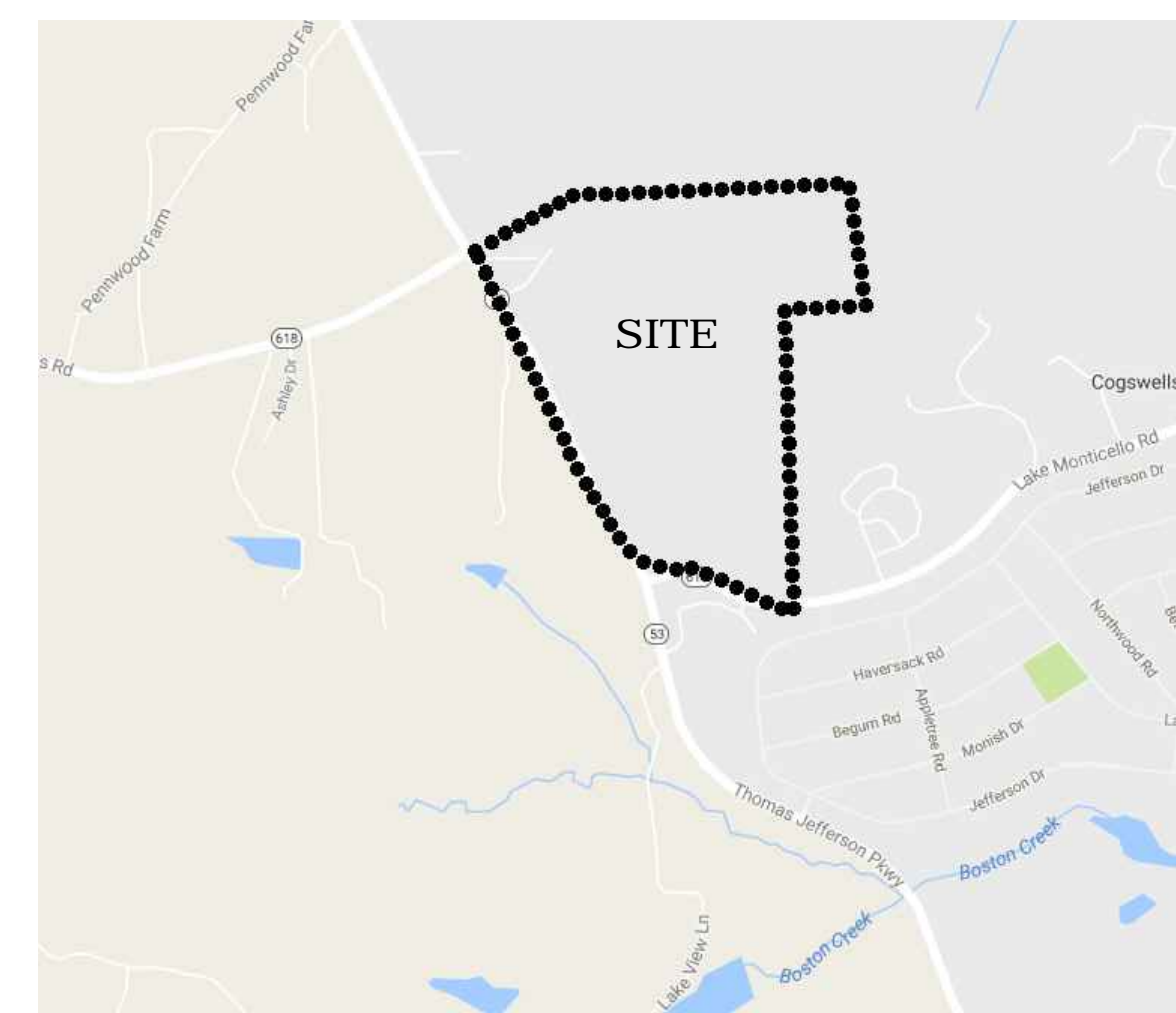 Pennwood Far
Pennwood Farm
SITE
618
s Rd
Ashley Dr
Cogswells
Lake Monticello Rd
Jefferson Dr
53
Northwood Rd
Haversack Rd
Begum Rd
Appletree Rd
Monish Dr
Jefferson Dr
Thomas Jefferson Pkwy
Boston Creek
Boston Creek
Lake View Ln